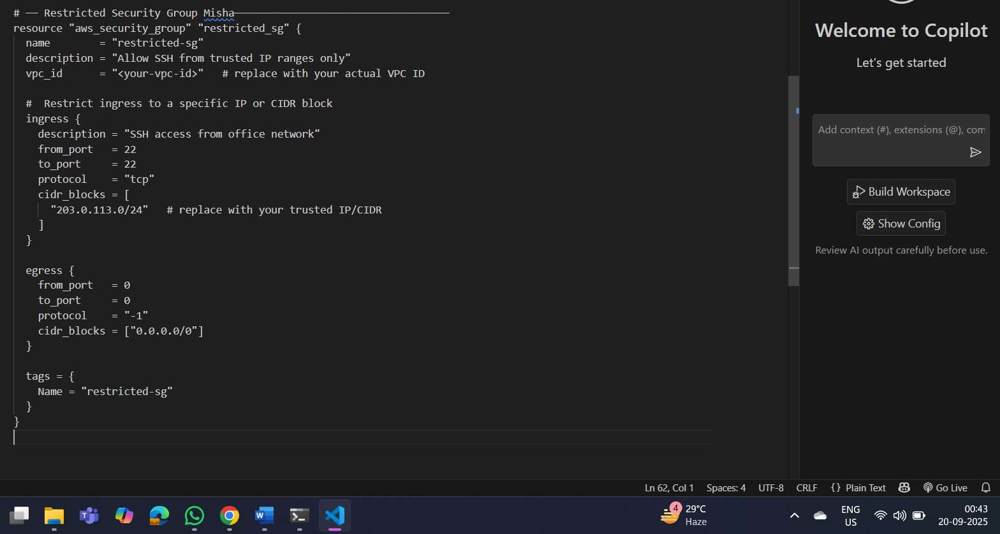 # —— Restricted Security Group Misha———————————————————————————————————
resource "aws_security_group" "restricted_sg" {
  name        = "restricted-sg"
  description = "Allow SSH from trusted IP ranges only"
  vpc_id      = "<your-vpc-id>"   # replace with your actual VPC ID

  #  Restrict ingress to a specific IP or CIDR block
  ingress {
    description = "SSH access from office network"
    from_port   = 22
    to_port     = 22
    protocol    = "tcp"
    cidr_blocks = [
      "203.0.113.0/24"   # replace with your trusted IP/CIDR
    ]
  }

  egress {
    from_port   = 0
    to_port     = 0
    protocol    = "-1"
    cidr_blocks = ["0.0.0.0/0"]
  }

  tags = {
    Name = "restricted-sg"
  }
}
Welcome to Copilot
Let's get started
Add context (#), extensions (@), com
Build Workspace
Show Config
Review AI output carefully before use.
Ln 62, Col 1 Spaces: 4 UTF-8 CRLF {} Plain Text Go Live
4
29°C
Haze
ENG
US
00:43
20-09-2025